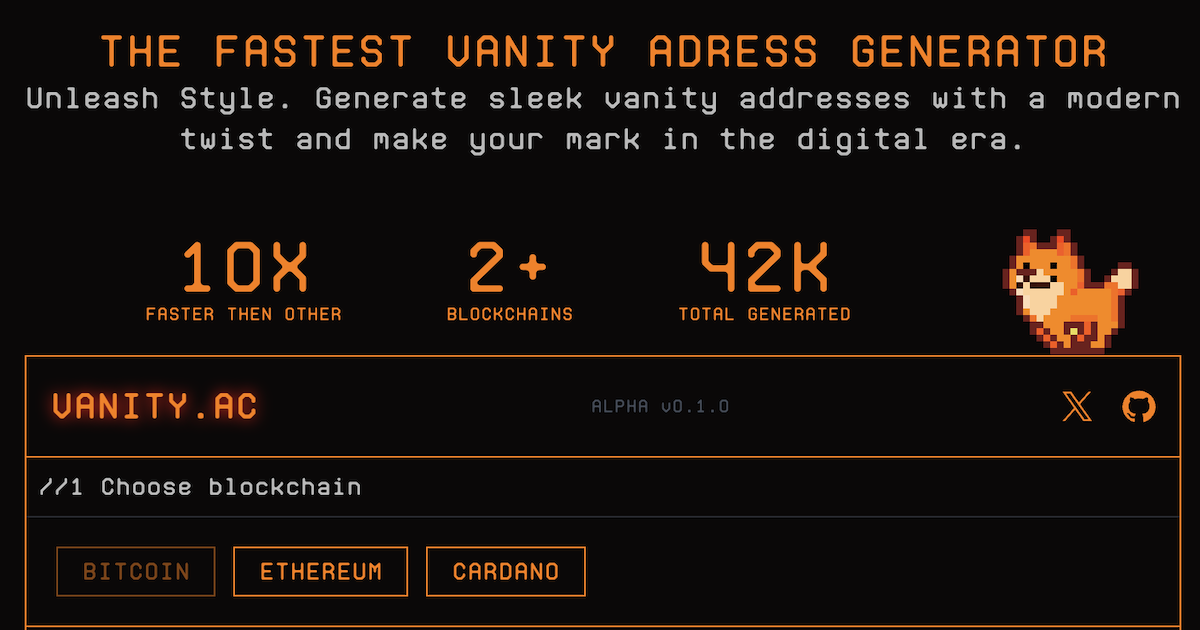 THE FASTEST VANITY ADRESS GENERATOR
Unleash Style. Generate sleek vanity addresses with a modern
twist and make your mark in the digital era.
10X
FASTER THEN OTHER
2+
BLOCKCHAINS
42K
TOTAL GENERATED
VANITY.AC
ALPHA v0.1.0
//1 Choose blockchain
BITCOIN
ETHEREUM
CARDANO